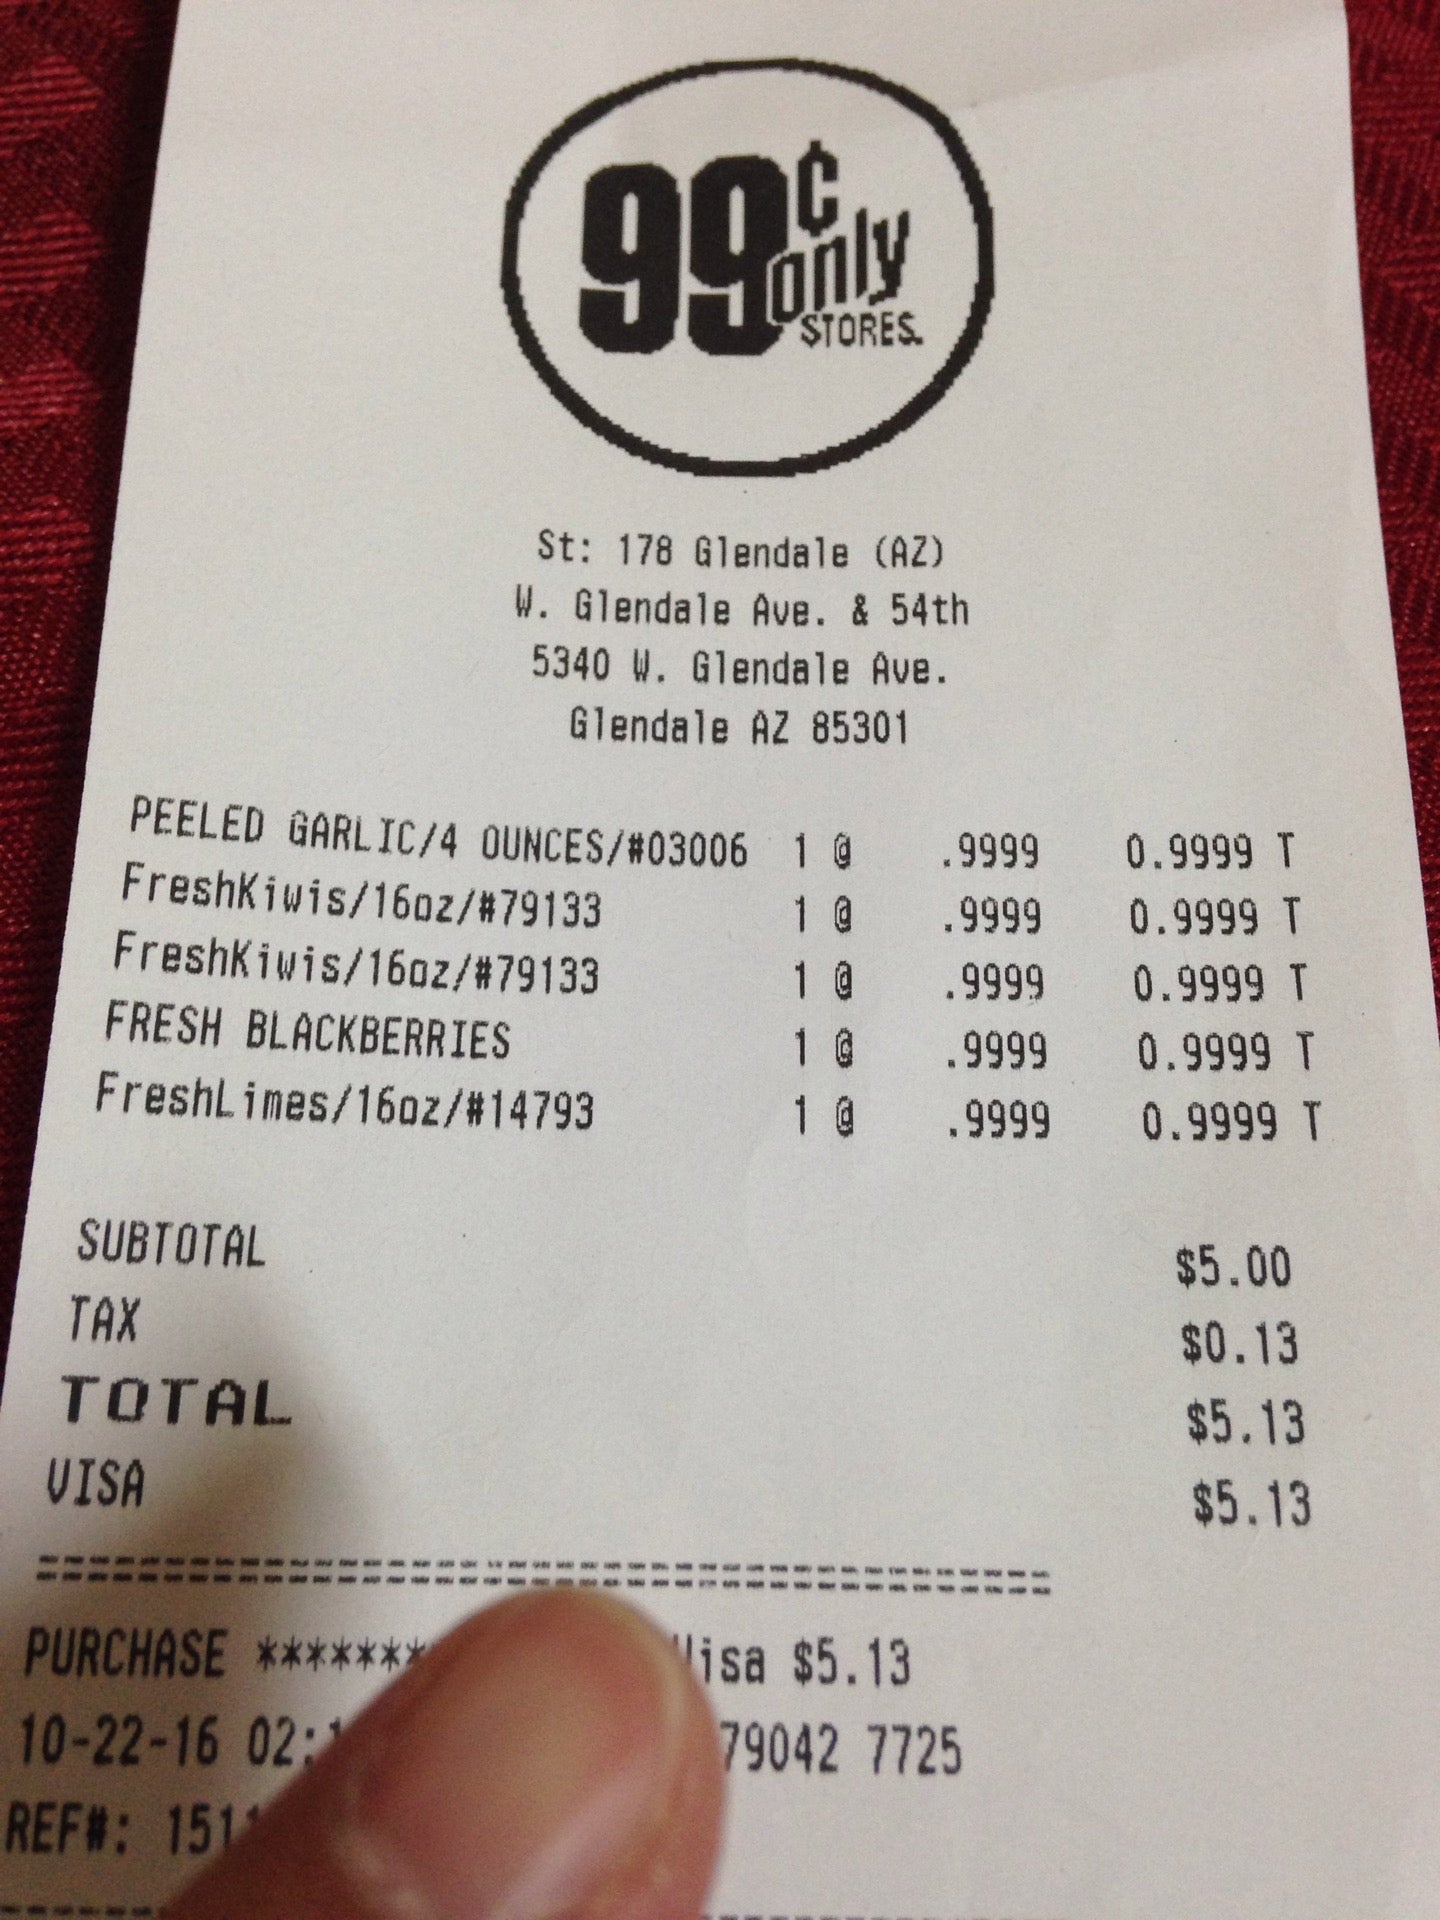 99¢ only
STORES.
St: 178 Glendale (AZ)
W. Glendale Ave. & 54th
5340 W. Glendale Ave.
Glendale AZ 85301
PEELED GARLIC/4 OUNCES/#03006 1 @ .9999 0.9999 T
FreshKiwis/16oz/#79133 1 @ .9999 0.9999 T
FreshKiwis/16oz/#79133 1 @ .9999 0.9999 T
FRESH BLACKBERRIES 1 @ .9999 0.9999 T
FreshLimes/16oz/#14793 1 @ .9999 0.9999 T
SUBTOTAL $5.00
TAX $0.13
TOTAL $5.13
VISA $5.13
PURCHASE ******* Visa $5.13
10-22-16 79042 7725
REF#: